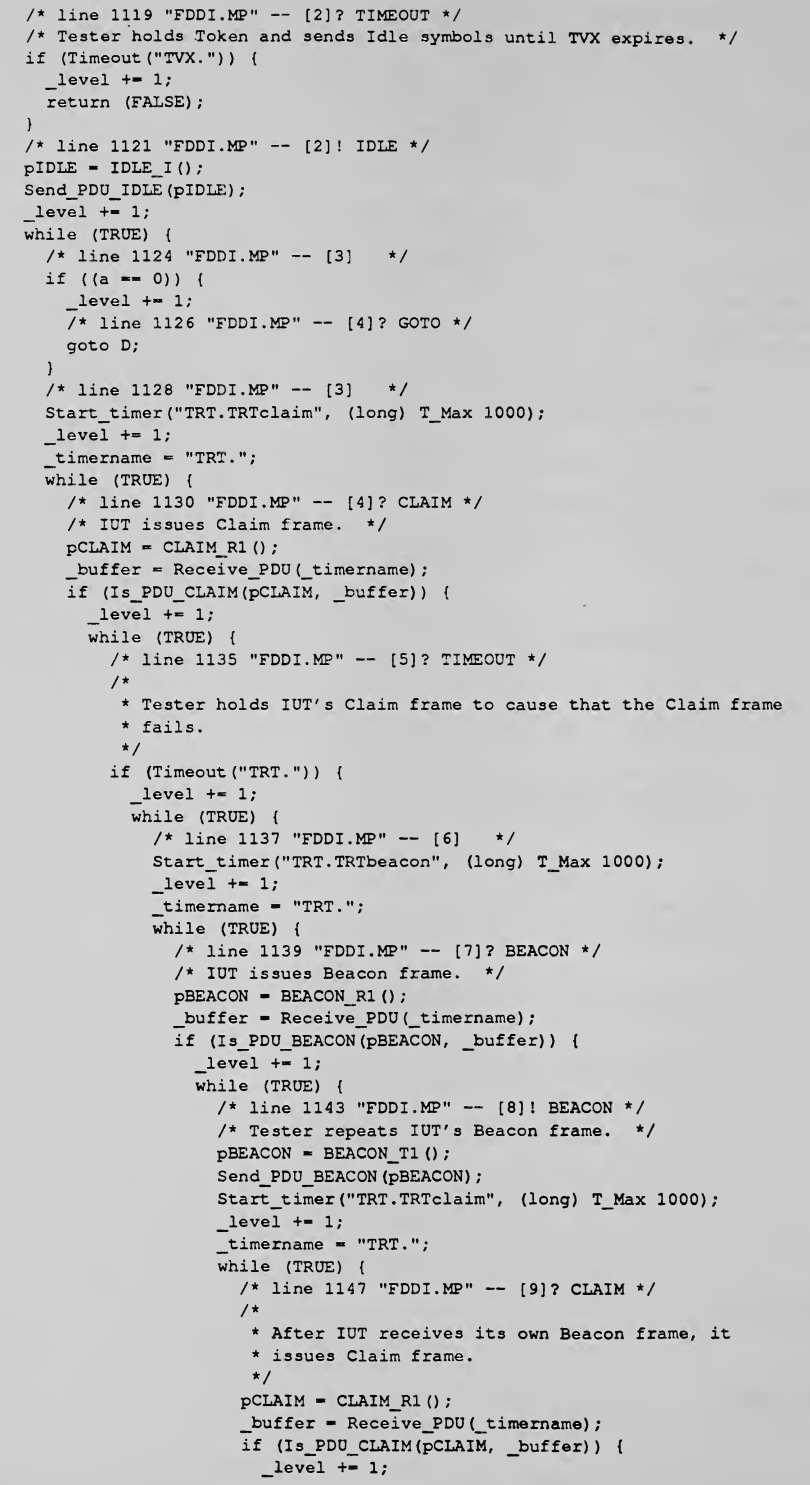 /* line 1119 "FDDI.MP" -- [2]? TIMEOUT */
/* Tester holds Token and sends Idle symbols until TVX expires.  */
if (Timeout("TVX.")) {
  _level += 1;
  return (FALSE);
}
/* line 1121 "FDDI.MP" -- [2]! IDLE */
pIDLE = IDLE_I();
Send_PDU_IDLE(pIDLE);
_level += 1;
while (TRUE) {
  /* line 1124 "FDDI.MP" -- [3]    */
  if ((a == 0)) {
    _level += 1;
    /* line 1126 "FDDI.MP" -- [4]? GOTO */
    goto D;
  }
  /* line 1128 "FDDI.MP" -- [3]    */
  Start_timer("TRT.TRTclaim", (long) T_Max 1000);
  _level += 1;
  _timername = "TRT.";
  while (TRUE) {
    /* line 1130 "FDDI.MP" -- [4]? CLAIM */
    /* IUT issues Claim frame.  */
    pCLAIM = CLAIM_R1();
    _buffer = Receive_PDU(_timername);
    if (Is_PDU_CLAIM(pCLAIM, _buffer)) {
      _level += 1;
      while (TRUE) {
        /* line 1135 "FDDI.MP" -- [5]? TIMEOUT */
        /*
         * Tester holds IUT's Claim frame to cause that the Claim frame
         * fails.
         */
        if (Timeout("TRT.")) {
          _level += 1;
          while (TRUE) {
            /* line 1137 "FDDI.MP" -- [6]    */
            Start_timer("TRT.TRTbeacon", (long) T_Max 1000);
            _level += 1;
            _timername = "TRT.";
            while (TRUE) {
              /* line 1139 "FDDI.MP" -- [7]? BEACON */
              /* IUT issues Beacon frame.  */
              pBEACON = BEACON_R1();
              _buffer = Receive_PDU(_timername);
              if (Is_PDU_BEACON(pBEACON, _buffer)) {
                _level += 1;
                while (TRUE) {
                  /* line 1143 "FDDI.MP" -- [8]! BEACON */
                  /* Tester repeats IUT's Beacon frame.  */
                  pBEACON = BEACON_T1();
                  Send_PDU_BEACON(pBEACON);
                  Start_timer("TRT.TRTclaim", (long) T_Max 1000);
                  _level += 1;
                  _timername = "TRT.";
                  while (TRUE) {
                    /* line 1147 "FDDI.MP" -- [9]? CLAIM */
                    /*
                     * After IUT receives its own Beacon frame, it
                     * issues Claim frame.
                     */
                    pCLAIM = CLAIM_R1();
                    _buffer = Receive_PDU(_timername);
                    if (Is_PDU_CLAIM(pCLAIM, _buffer)) {
                      _level += 1;